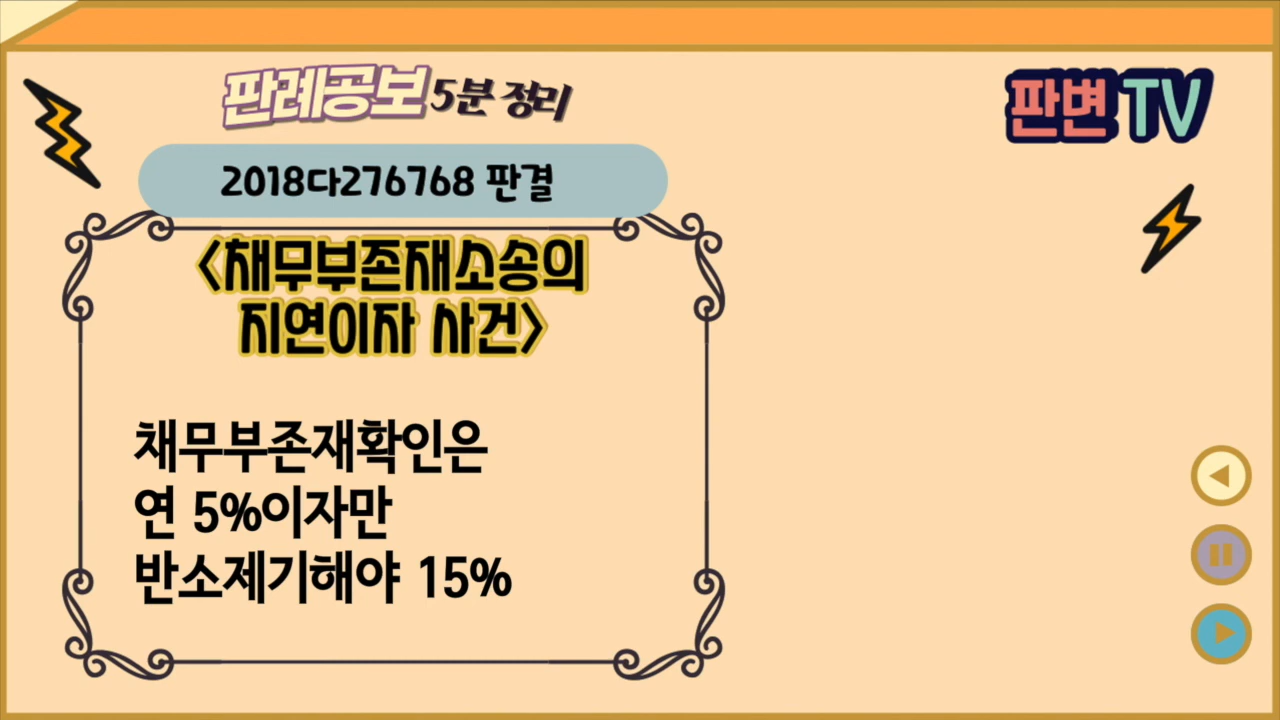 판례공보 5분 정리
판변 TV
2018다276768 판결
<채무부존재소송의
지연이자 사건>
채무부존재확인은
연 5%이자만
반소제기해야 15%